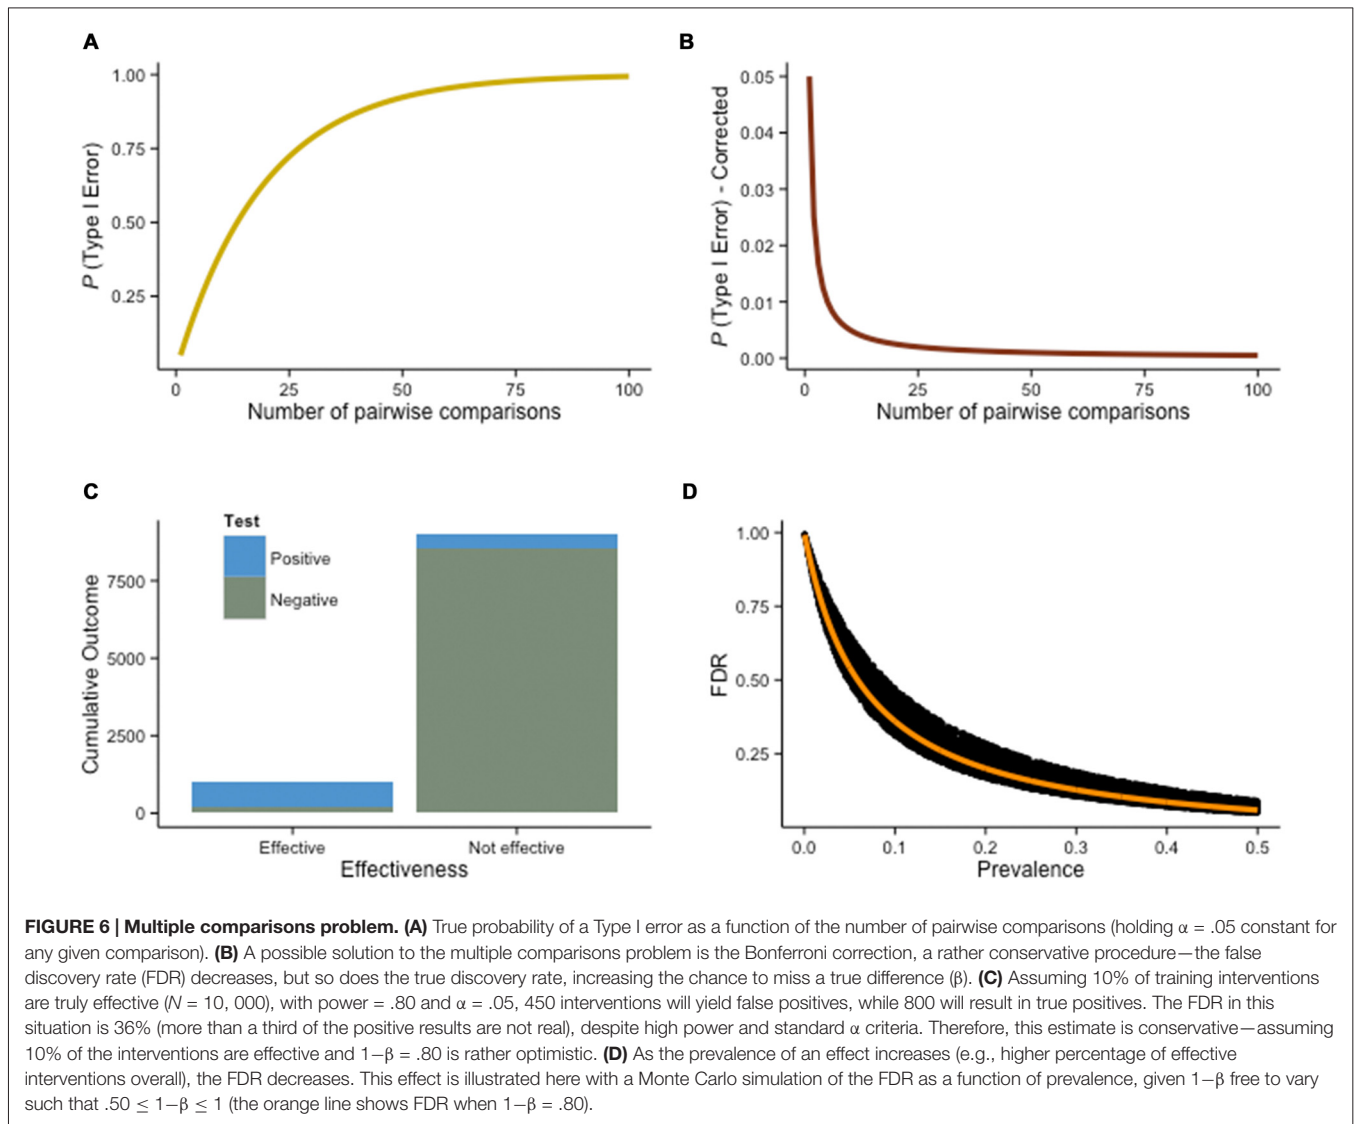 A
1.00
0.75
0.50
0.25
P (Type I Error)
0 25 50 75 100
Number of pairwise comparisons
B
0.05
0.04
0.03
0.02
0.01
0.00
P (Type I Error) - Corrected
0 25 50 75 100
Number of pairwise comparisons
C
Test
Positive
Negative
7500
5000
2500
0
Cumulative Outcome
Effective Not effective
Effectiveness
D
1.00
0.75
0.50
0.25
FDR
0.0 0.1 0.2 0.3 0.4 0.5
Prevalence
FIGURE 6 | Multiple comparisons problem. (A) True probability of a Type I error as a function of the number of pairwise comparisons (holding α = .05 constant for
any given comparison). (B) A possible solution to the multiple comparisons problem is the Bonferroni correction, a rather conservative procedure—the false
discovery rate (FDR) decreases, but so does the true discovery rate, increasing the chance to miss a true difference (β). (C) Assuming 10% of training interventions
are truly effective (N = 10, 000), with power = .80 and α = .05, 450 interventions will yield false positives, while 800 will result in true positives. The FDR in this
situation is 36% (more than a third of the positive results are not real), despite high power and standard α criteria. Therefore, this estimate is conservative—assuming
10% of the interventions are effective and 1−β = .80 is rather optimistic. (D) As the prevalence of an effect increases (e.g., higher percentage of effective
interventions overall), the FDR decreases. This effect is illustrated here with a Monte Carlo simulation of the FDR as a function of prevalence, given 1−β free to vary
such that .50 ≤ 1−β ≤ 1 (the orange line shows FDR when 1−β = .80).